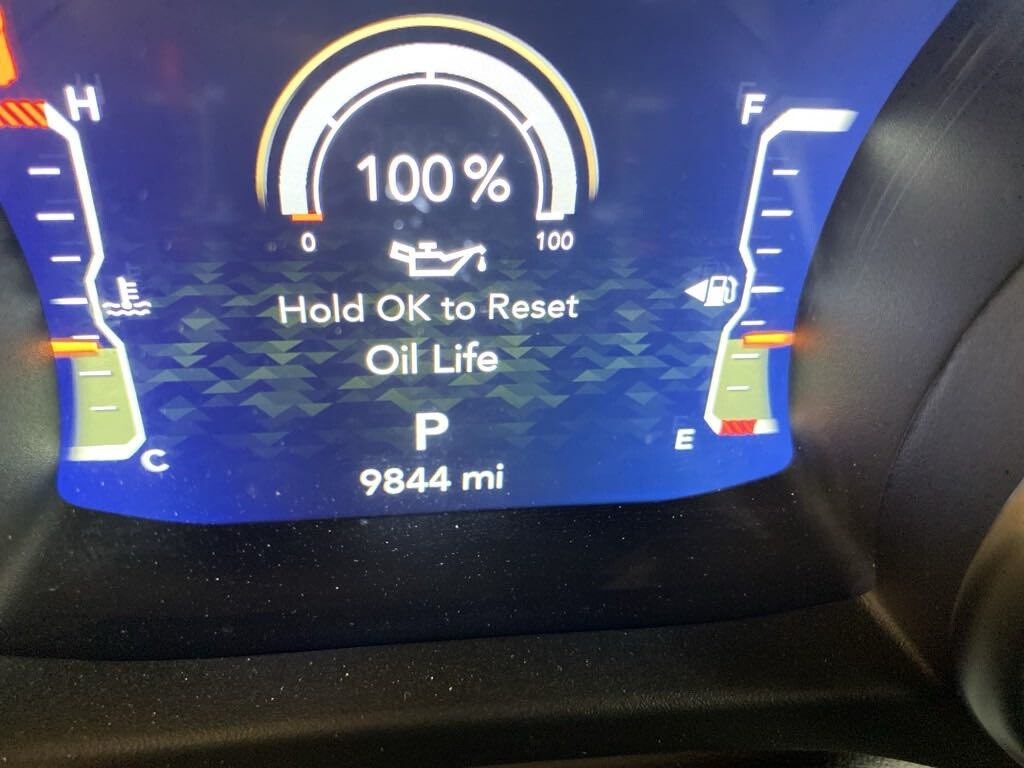 H
F
100 %
0
100
Hold OK to Reset
Oil Life
P
C
E
9844 mi